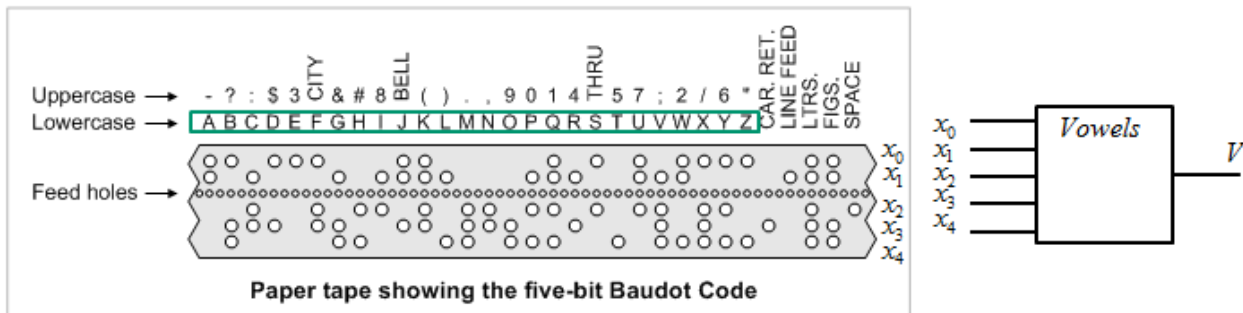 Uppercase → - ? : $ 3 CITY & # 8 BELL ( ) . , 9 0 1 4 THRU 5 7 ; 2 / 6 " CAR. RET. LINE FEED LTRS. FIGS. SPACE
Lowercase → A B C D E F G H I J K L M N O P Q R S T U V W X Y Z
Feed holes →
x₀
x₁
x₂
x₃
x₄
Paper tape showing the five-bit Baudot Code
x₀
x₁
x₂
x₃
x₄
Vowels
V